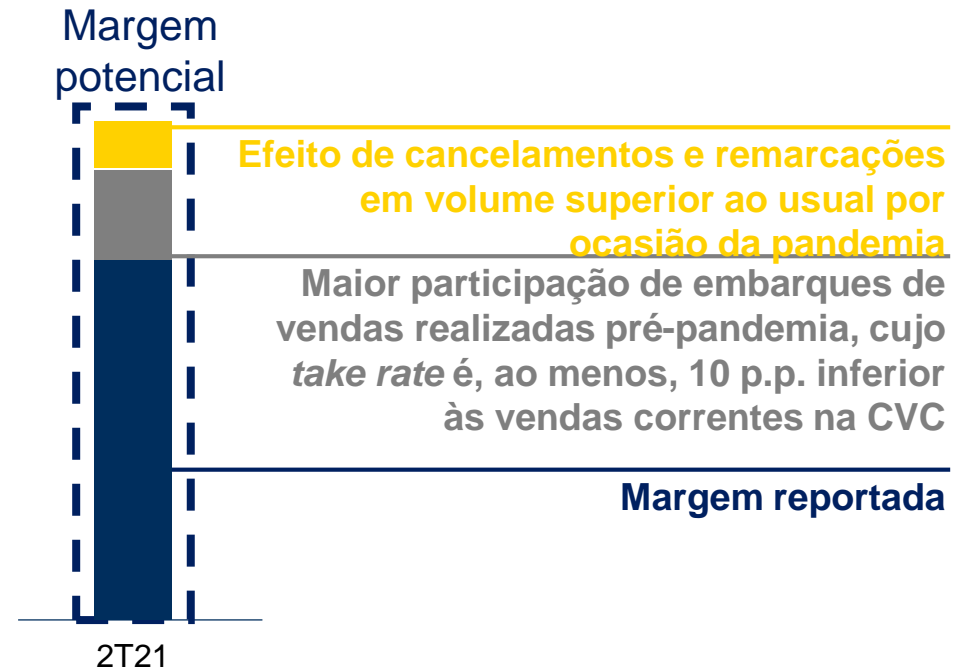 Margem
potencial
Efeito de cancelamentos e remarcações
em volume superior ao usual por
ocasião da pandemia
Maior participação de embarques de
vendas realizadas pré-pandemia, cujo
take rate é, ao menos, 10 p.p. inferior
às vendas correntes na CVC
Margem reportada
2T21